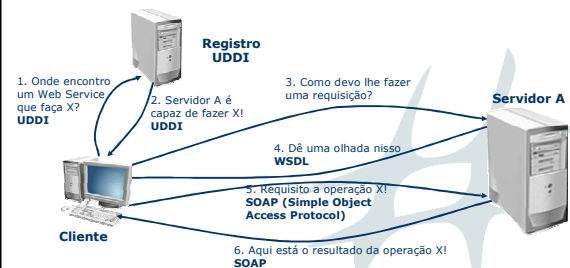 Registro
UDDI
1. Onde encontro
um Web Service
que faça X?
UDDI
2. Servidor A é
capaz de fazer X!
UDDI
3. Como devo lhe fazer
uma requisição?
Servidor A
4. Dê uma olhada nisso
WSDL
5. Requisito a operação X!
SOAP (Simple Object
Access Protocol)
Cliente
6. Aqui está o resultado da operação X!
SOAP